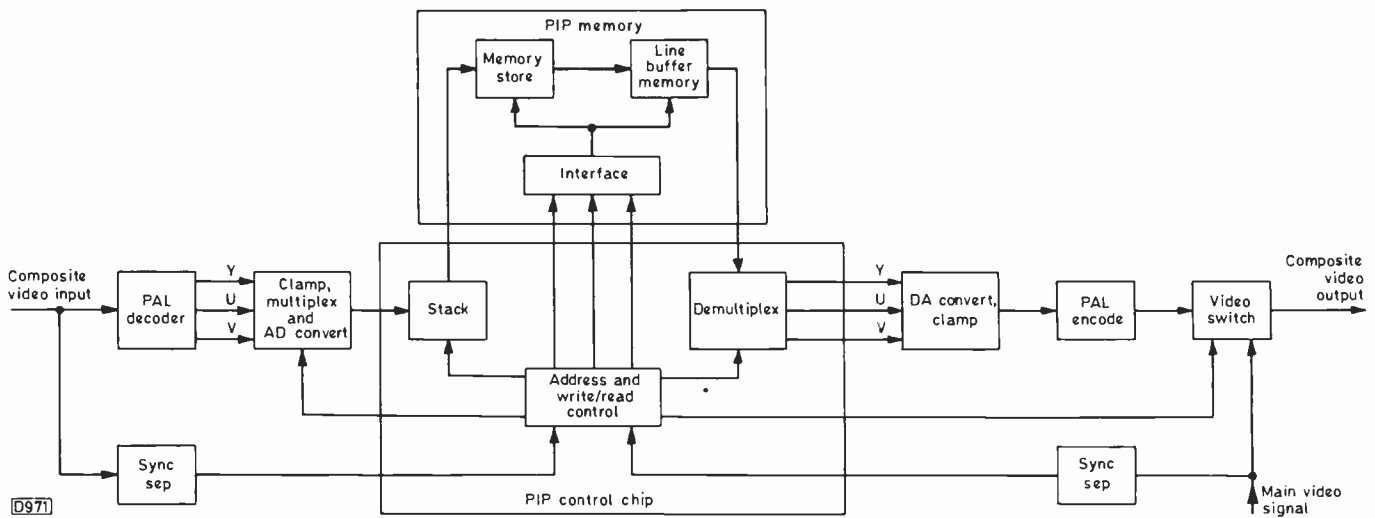 PIP memory
Memory
store
Line
buffer
memory
Interface
Composite
video input
PAL
decoder
Y
U
V
Clamp,
multiplex
and
AD convert
Stack
Address and
write/read
control
Demultiplex
Y
U
V
DA convert,
clamp
PAL
encode
Video
switch
Composite
video
output
Sync
sep
PIP control chip
Sync
sep
Main video
signal
D971